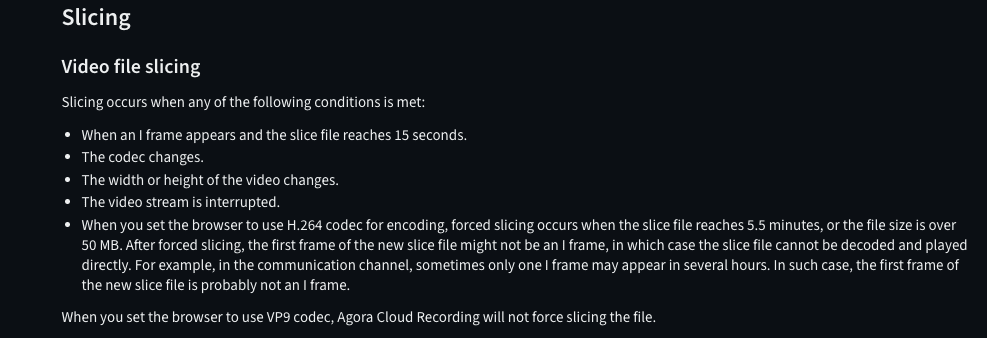 Slicing
Video file slicing
Slicing occurs when any of the following conditions is met:
• When an I frame appears and the slice file reaches 15 seconds.
• The codec changes.
• The width or height of the video changes.
• The video stream is interrupted.
• When you set the browser to use H.264 codec for encoding, forced slicing occurs when the slice file reaches 5.5 minutes, or the file size is over
50 MB. After forced slicing, the first frame of the new slice file might not be an I frame, in which case the slice file cannot be decoded and played
directly. For example, in the communication channel, sometimes only one I frame may appear in several hours. In such case, the first frame of
the new slice file is probably not an I frame.
When you set the browser to use VP9 codec, Agora Cloud Recording will not force slicing the file.